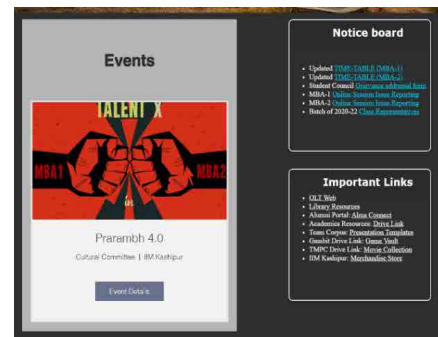 Events
TALENT X
MBA1
MBA2
Prarambh 4.0
Cultural Committee | IIM Kashipur
Event Details
Notice board
Updated TIME-TABLE (MBA-1)
Updated TIME-TABLE (MBA-2)
Student Council Grievance addressal form
MBA-1 Online Session Issue Reporting
MBA-2 Online Session Issue Reporting
Batch of 2020-22 Class Representatives
Important Links
OLT Web
Library Resources
Alumni Portal: Alma Connect
Academics Resources: Drive Link
Team Corpus: Presentation Templates
Gambit Drive Link: Game Vault
TMPC Drive Link: Movie Collection
IIM Kashipur: Merchandise Store